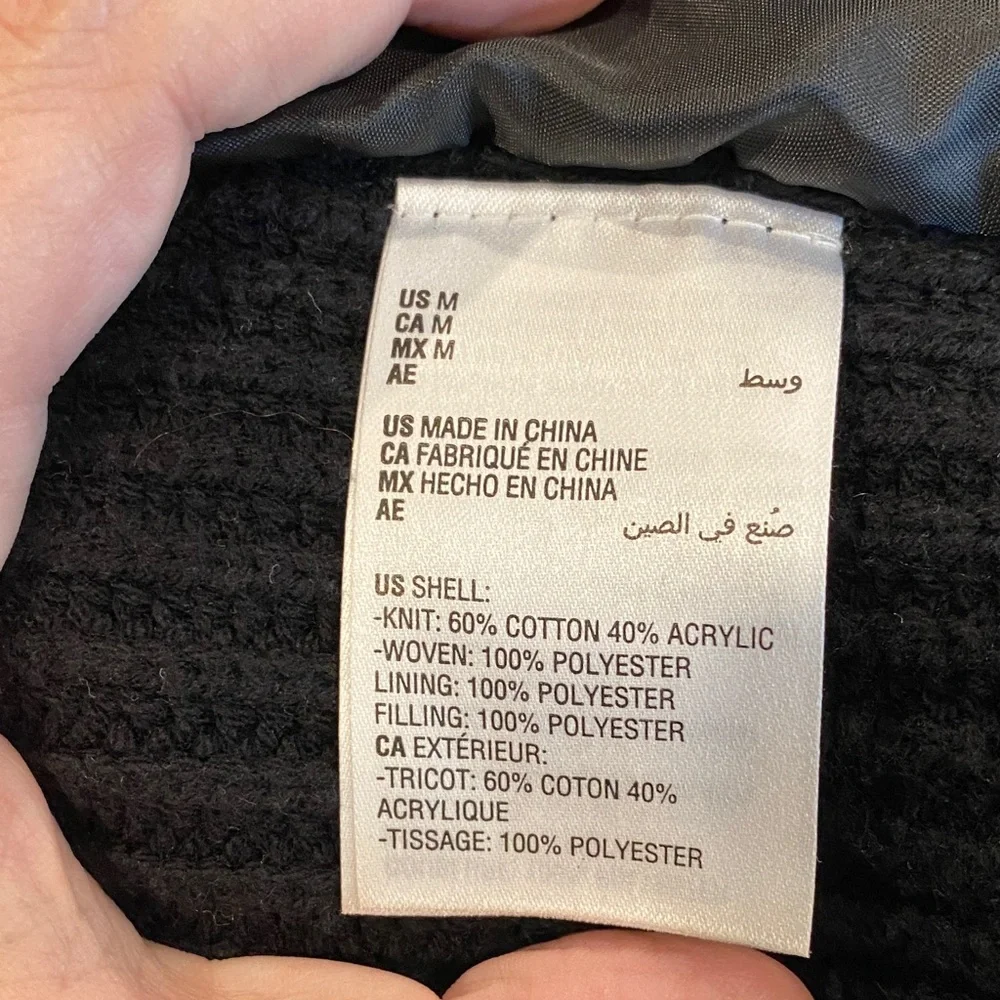 US M
CA M
MX M
AE وسط
US MADE IN CHINA
CA FABRIQUÉ EN CHINE
MX HECHO EN CHINA
AE صُنع في الصين
US SHELL:
-KNIT: 60% COTTON 40% ACRYLIC
-WOVEN: 100% POLYESTER
LINING: 100% POLYESTER
FILLING: 100% POLYESTER
CA EXTÉRIEUR:
-TRICOT: 60% COTON 40%
ACRYLIQUE
-TISSAGE: 100% POLYESTER